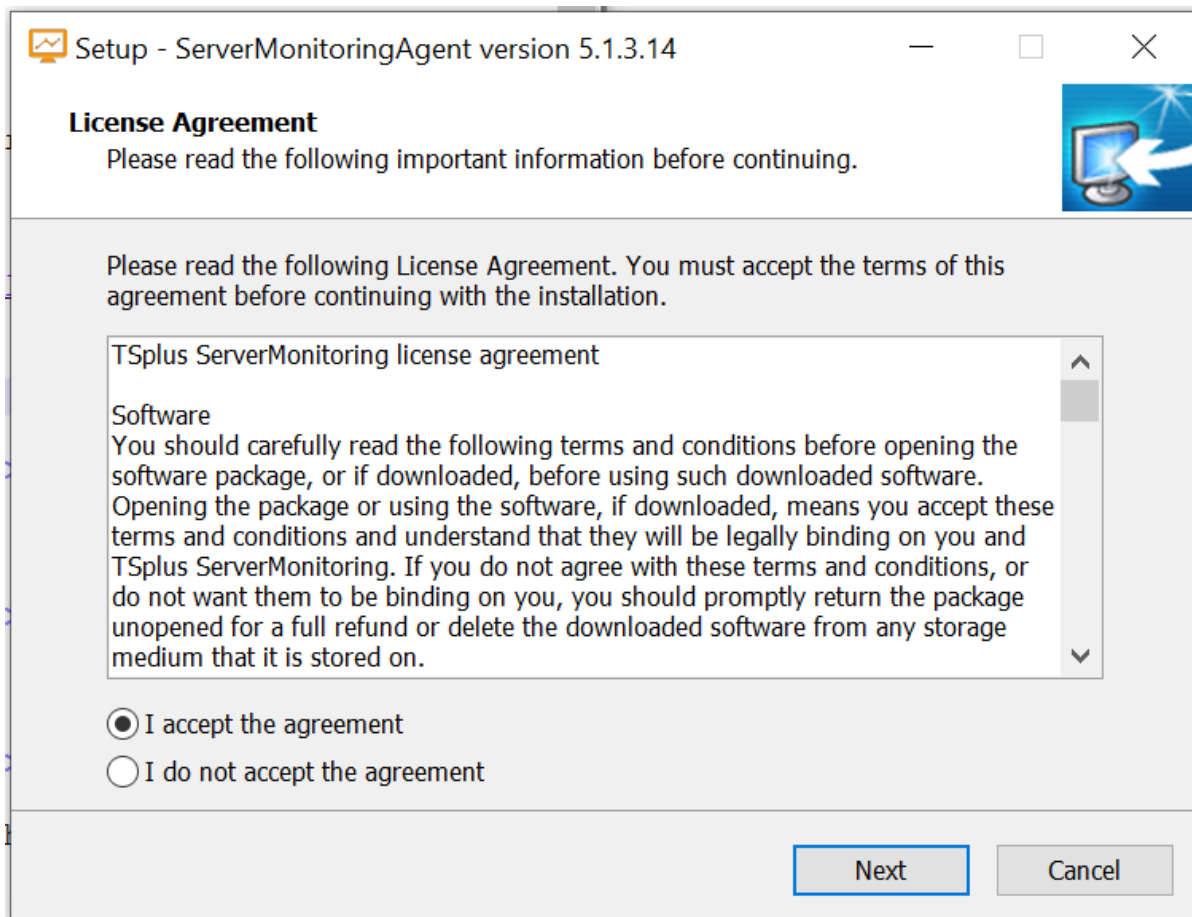 Setup - ServerMonitoringAgent version 5.1.3.14
License Agreement
Please read the following important information before continuing.
Please read the following License Agreement. You must accept the terms of this
agreement before continuing with the installation.
TSplus ServerMonitoring license agreement
Software
You should carefully read the following terms and conditions before opening the
software package, or if downloaded, before using such downloaded software.
Opening the package or using the software, if downloaded, means you accept these
terms and conditions and understand that they will be legally binding on you and
TSplus ServerMonitoring. If you do not agree with these terms and conditions, or
do not want them to be binding on you, you should promptly return the package
unopened for a full refund or delete the downloaded software from any storage
medium that it is stored on.
I accept the agreement
I do not accept the agreement
Next
Cancel